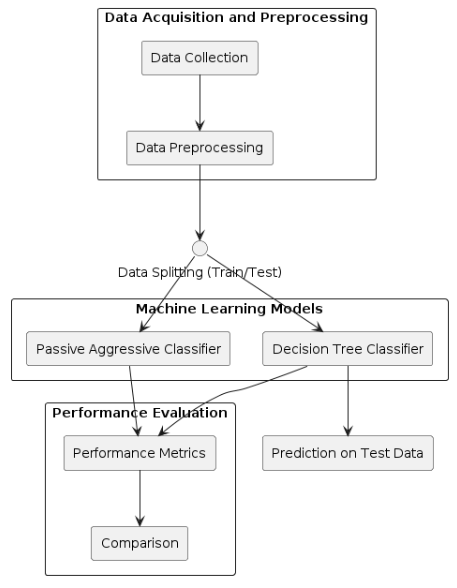 Data Acquisition and Preprocessing
Data Collection
Data Preprocessing
Data Splitting (Train/Test)
Machine Learning Models
Passive Aggressive Classifier
Decision Tree Classifier
Performance Evaluation
Performance Metrics
Prediction on Test Data
Comparison